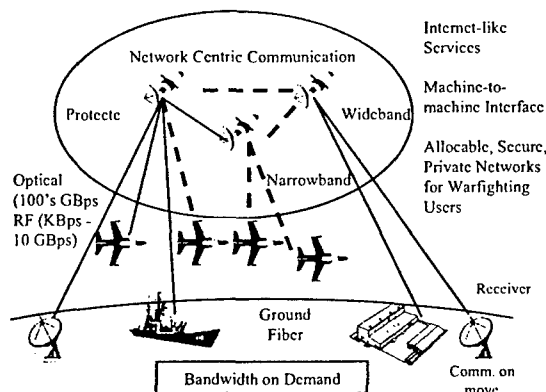 Network Centric Communication
Protecte
Wideband
Narrowband
Internet-like
Services
Machine-to-
machine Interface
Allocable, Secure,
Private Networks
for Warfighting
Users
Optical
(100's GBps
RF (KBps -
10 GBps)
Receiver
Ground
Fiber
Comm. on
move
Bandwidth on Demand